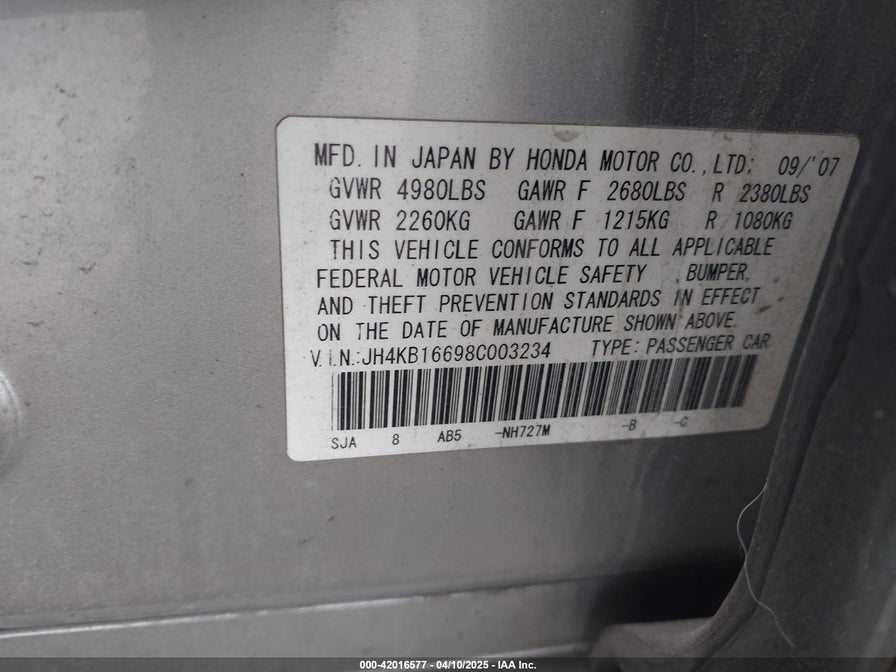 MFD. IN JAPAN BY HONDA MOTOR CO., LTD; 09/'07
GVWR 4980LBS GAWR F 2680LBS R 2380LBS
GVWR 2260KG GAWR F 1215KG R 1080KG
THIS VEHICLE CONFORMS TO ALL APPLICABLE
FEDERAL MOTOR VEHICLE SAFETY , BUMPER,
AND THEFT PREVENTION STANDARDS IN EFFECT
ON THE DATE OF MANUFACTURE SHOWN ABOVE.
V.I.N.:JH4KB16698C003234 TYPE: PASSENGER CAR
SJA 8 AB5 -NH727M -B -C
000-42016577 - 04/10/2025 - IAA Inc.